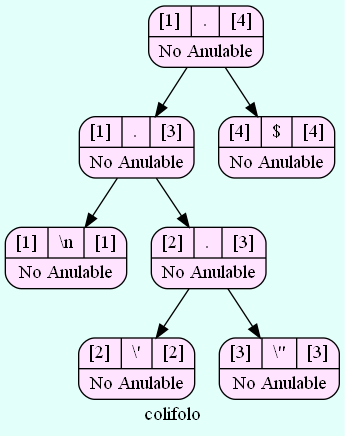 [1] . [4]
No Anulable
[1] . [3]
No Anulable
[4] $ [4]
No Anulable
[1] \n [1]
No Anulable
[2] . [3]
No Anulable
[2] \' [2]
No Anulable
[3] \" [3]
No Anulable
colifolo